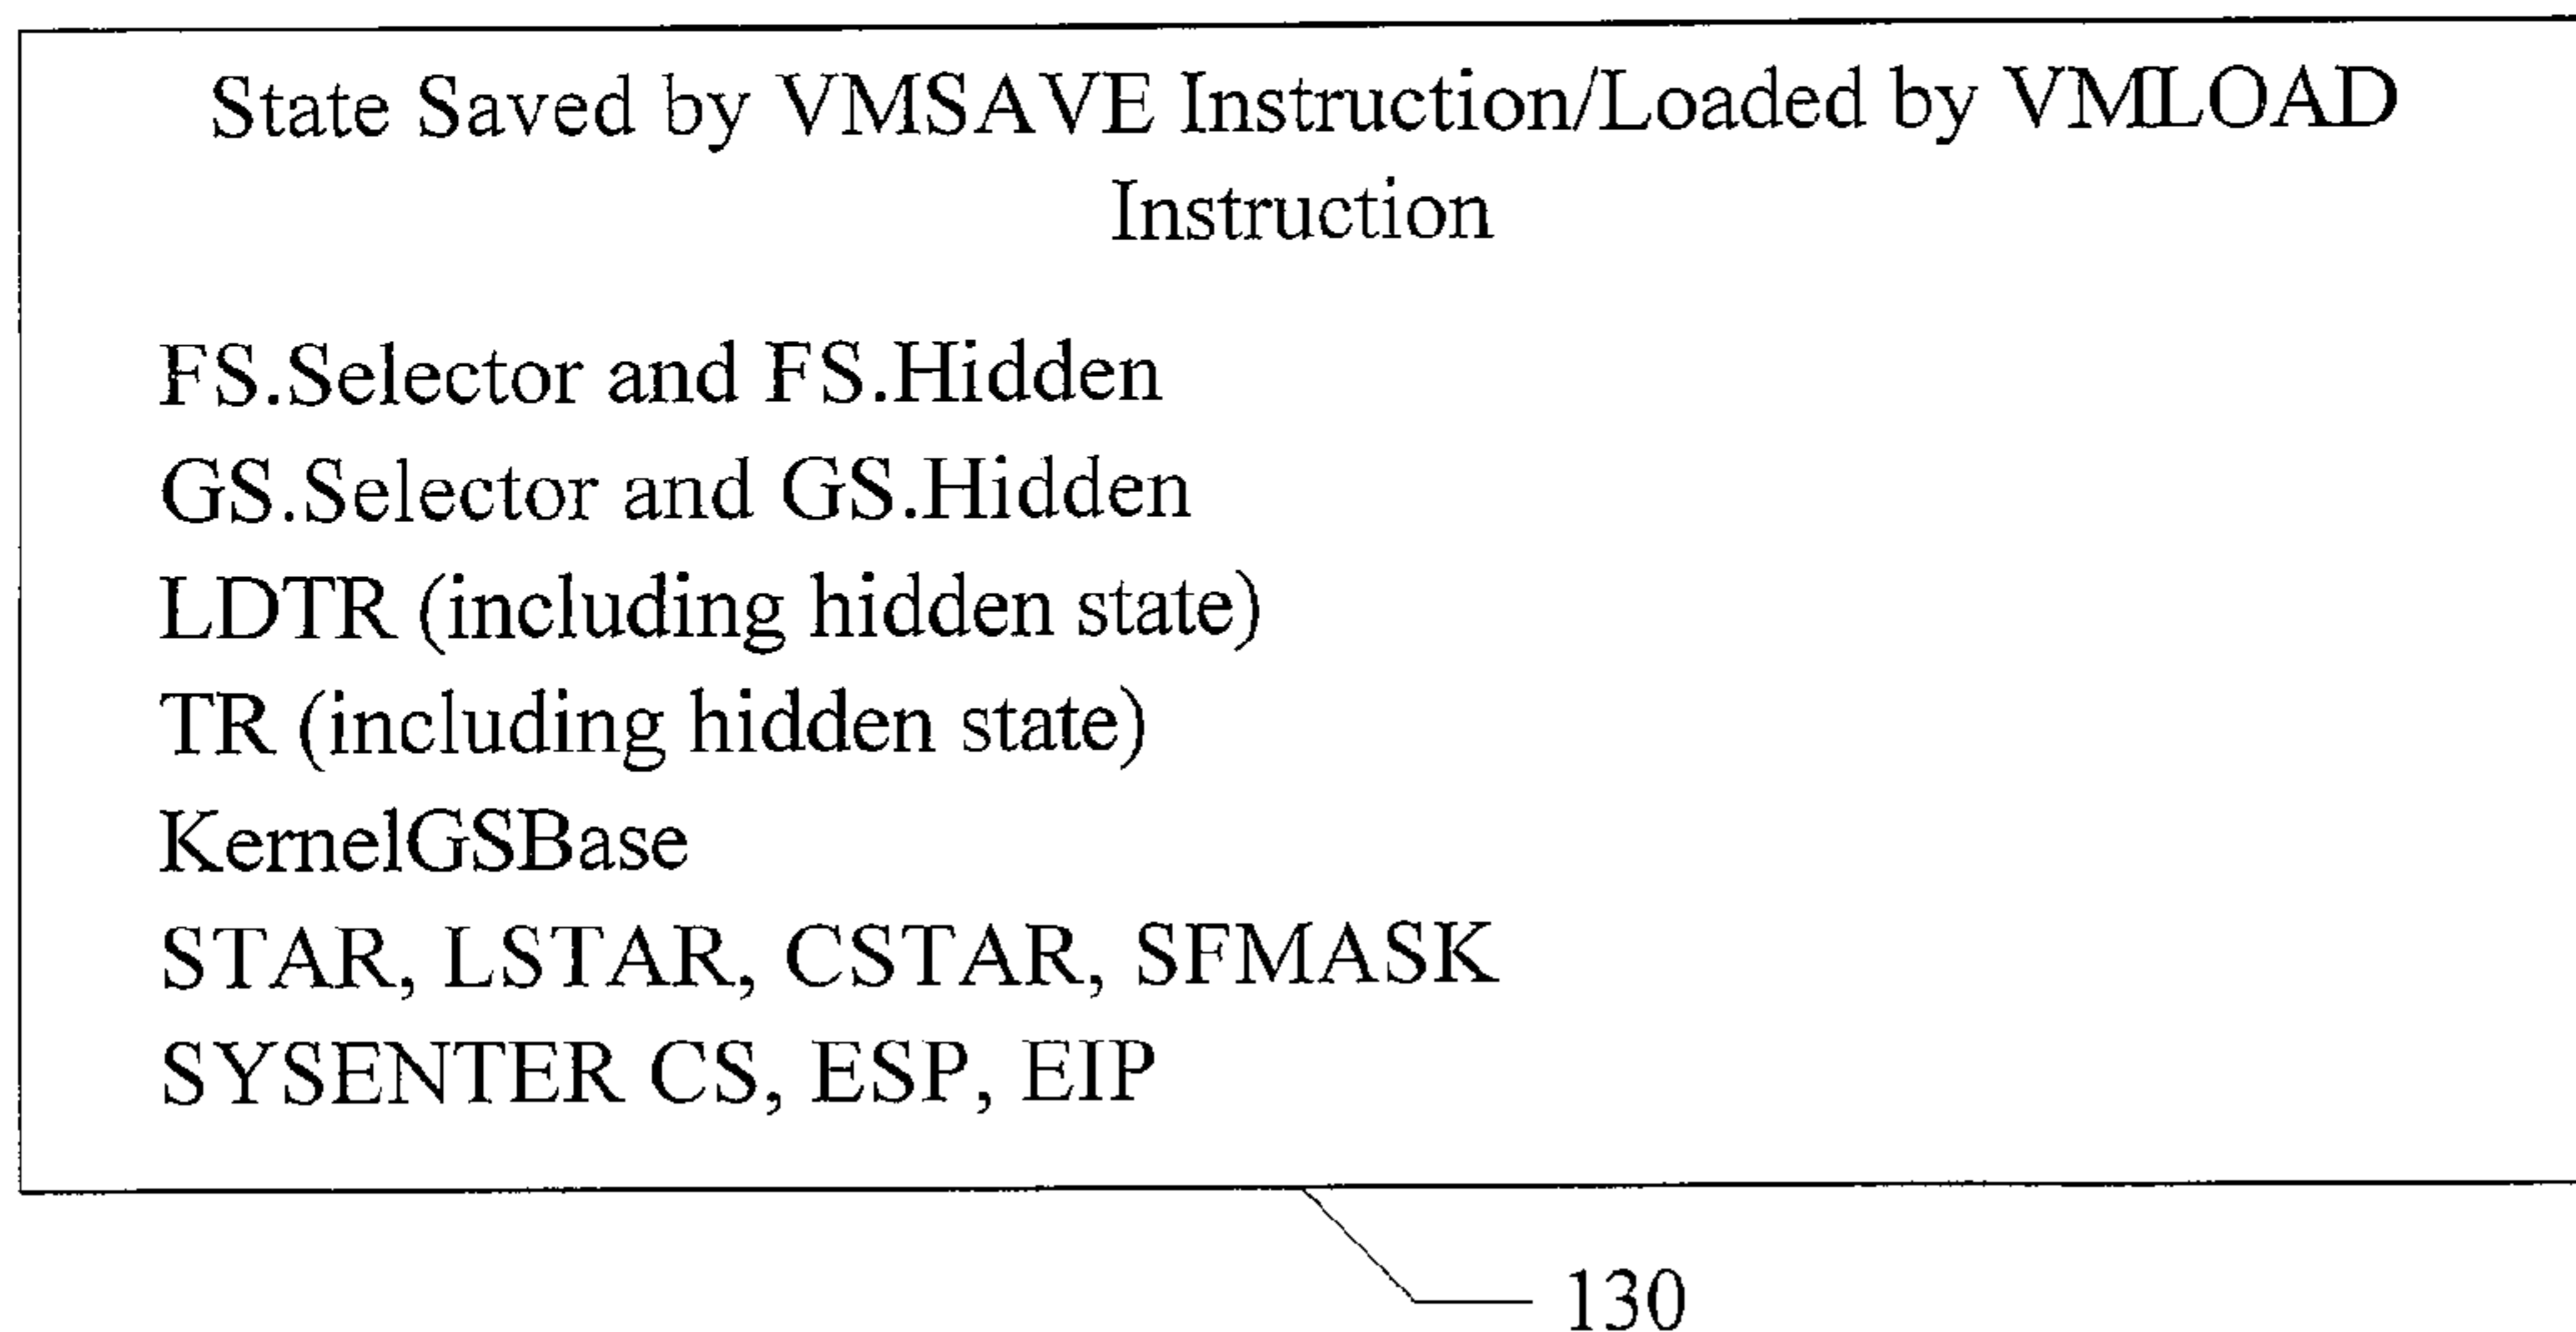 State Saved by VMSAVE Instruction/Loaded by VMLOAD
Instruction
FS.Selector and FS.Hidden
GS.Selector and GS.Hidden
LDTR (including hidden state)
TR (including hidden state)
KernelGSBase
STAR, LSTAR, CSTAR, SFMASK
SYSENTER CS, ESP, EIP
130